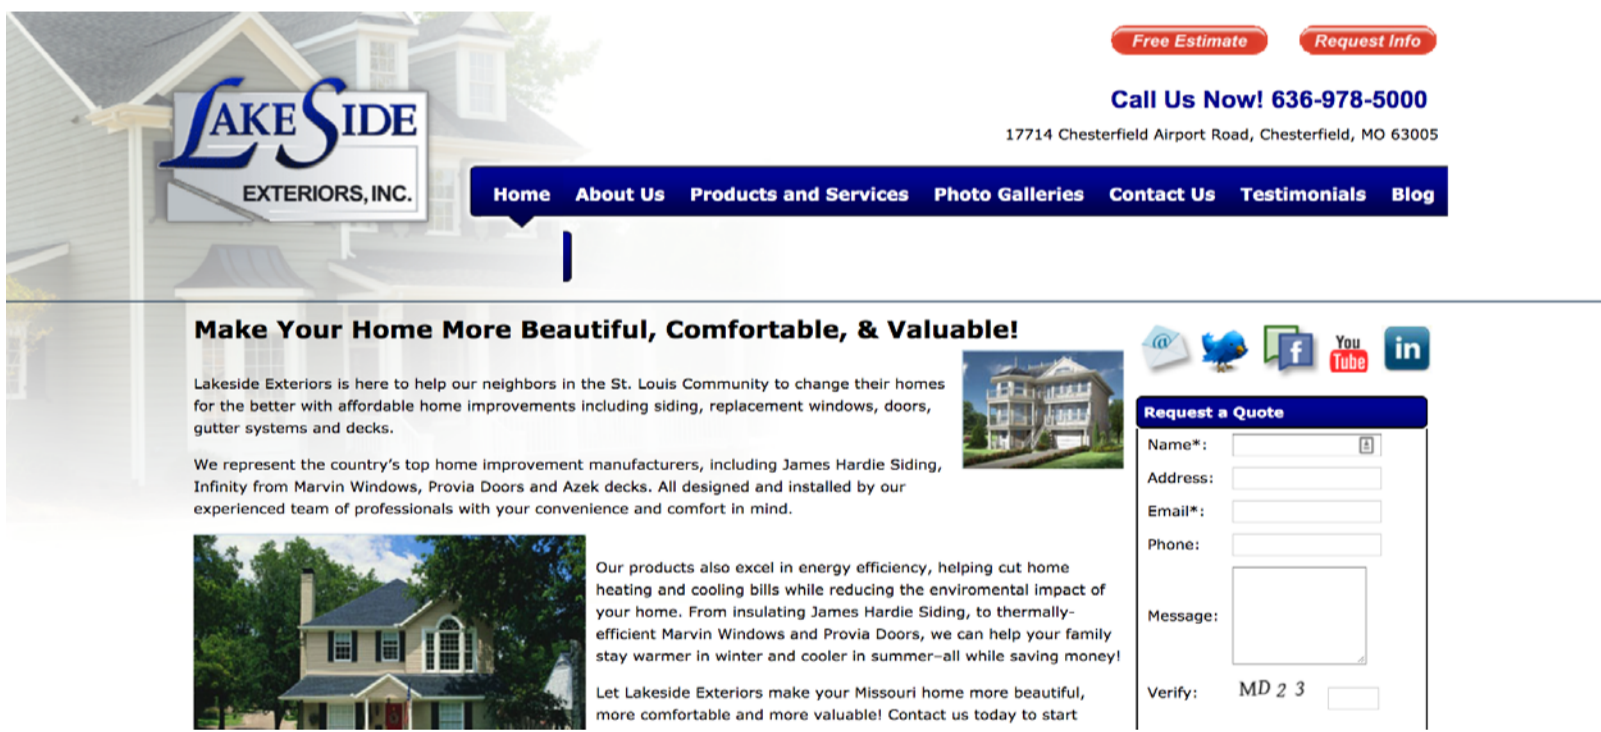 Free Estimate Request Info
LAKESIDE
EXTERIORS, INC.
Call Us Now! 636-978-5000
17714 Chesterfield Airport Road, Chesterfield, MO 63005
Home About Us Products and Services Photo Galleries Contact Us Testimonials Blog
Make Your Home More Beautiful, Comfortable, & Valuable!
Lakeside Exteriors is here to help our neighbors in the St. Louis Community to change their homes
for the better with affordable home improvements including siding, replacement windows, doors,
gutter systems and decks.
We represent the country's top home improvement manufacturers, including James Hardie Siding,
Infinity from Marvin Windows, Provia Doors and Azek decks. All designed and installed by our
experienced team of professionals with your convenience and comfort in mind.
Our products also excel in energy efficiency, helping cut home
heating and cooling bills while reducing the enviromental impact of
your home. From insulating James Hardie Siding, to thermally-
efficient Marvin Windows and Provia Doors, we can help your family
stay warmer in winter and cooler in summer–all while saving money!
Let Lakeside Exteriors make your Missouri home more beautiful,
more comfortable and more valuable! Contact us today to start
@ f You Tube in
Request a Quote
Name*:
Address:
Email*:
Phone:
Message:
Verify: MD23